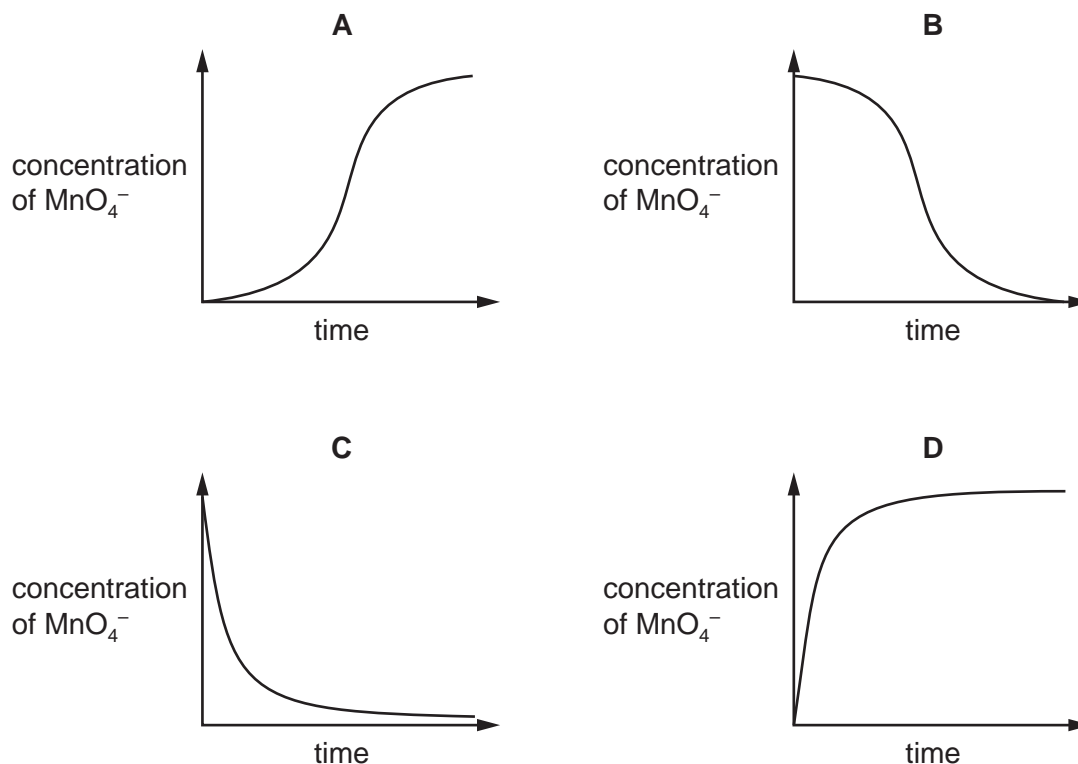 A
concentration
of MnO₄⁻
time
B
concentration
of MnO₄⁻
time
C
concentration
of MnO₄⁻
time
D
concentration
of MnO₄⁻
time